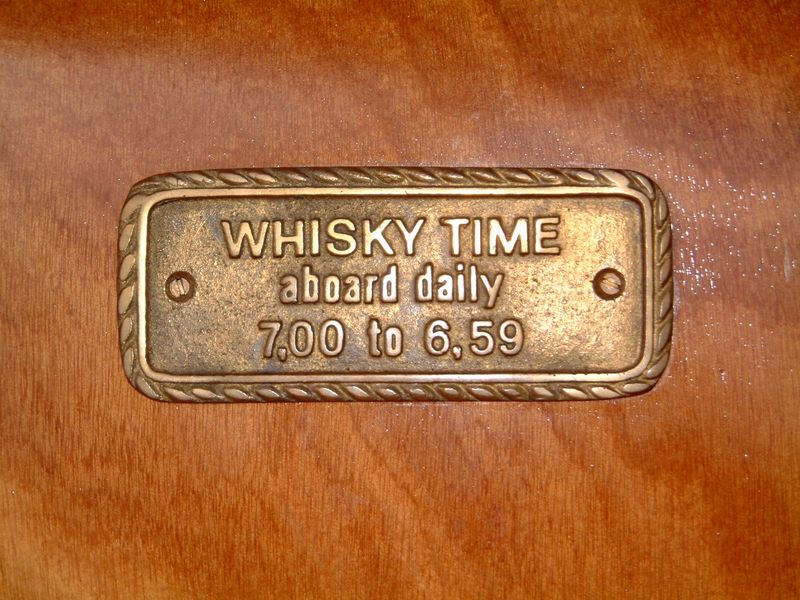 WHISKY TIME
aboard daily
7,00 to 6,59